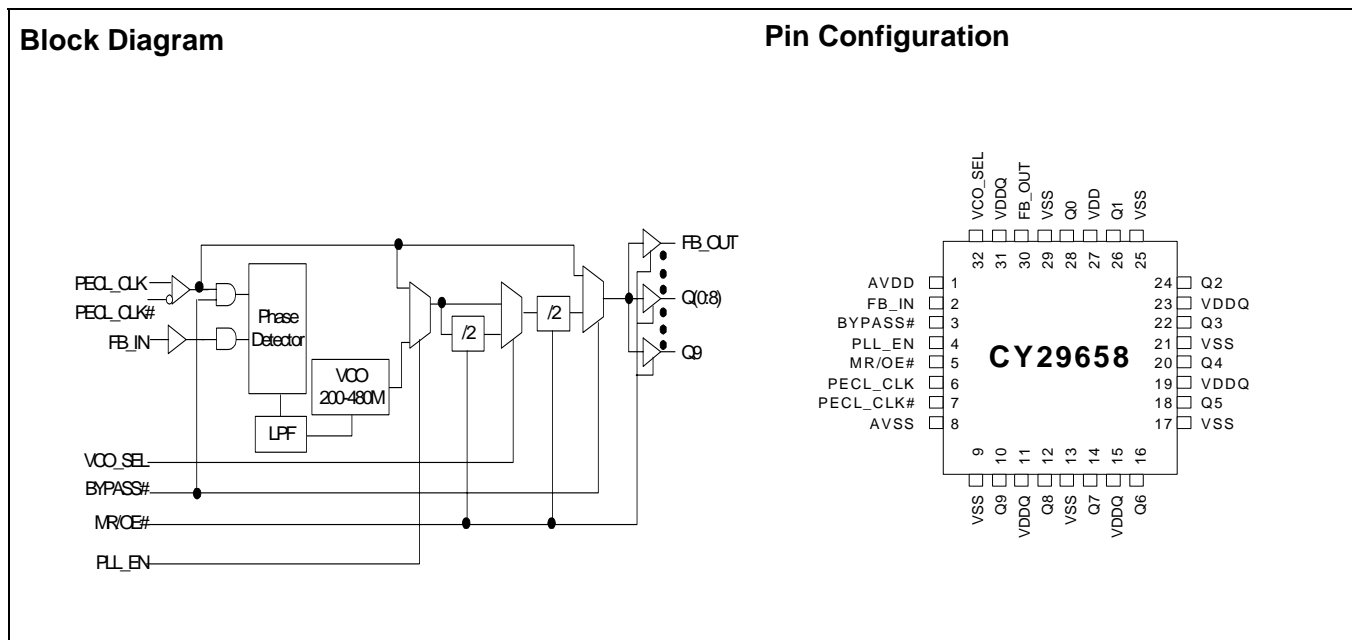 Block Diagram
PECL_CLK
PECL_CLK#
FB_IN
Phase
Detector
LPF
VCO
200-480M
/2
/2
FB_OUT
Q(0:8)
Q9
VCO_SEL
BYPASS#
MR/OE#
PLL_EN
Pin Configuration
VCO_SEL
VDDQ
FB_OUT
VSS
Q0
VDD
Q1
VSS
32
31
30
29
28
27
26
25
AVDD 1
FB_IN 2
BYPASS# 3
PLL_EN 4
MR/OE# 5
PECL_CLK 6
PECL_CLK# 7
AVSS 8
CY29658
24 Q2
23 VDDQ
22 Q3
21 VSS
20 Q4
19 VDDQ
18 Q5
17 VSS
9
10
11
12
13
14
15
16
VSS
Q9
VDDQ
Q8
VSS
Q7
VDDQ
Q6